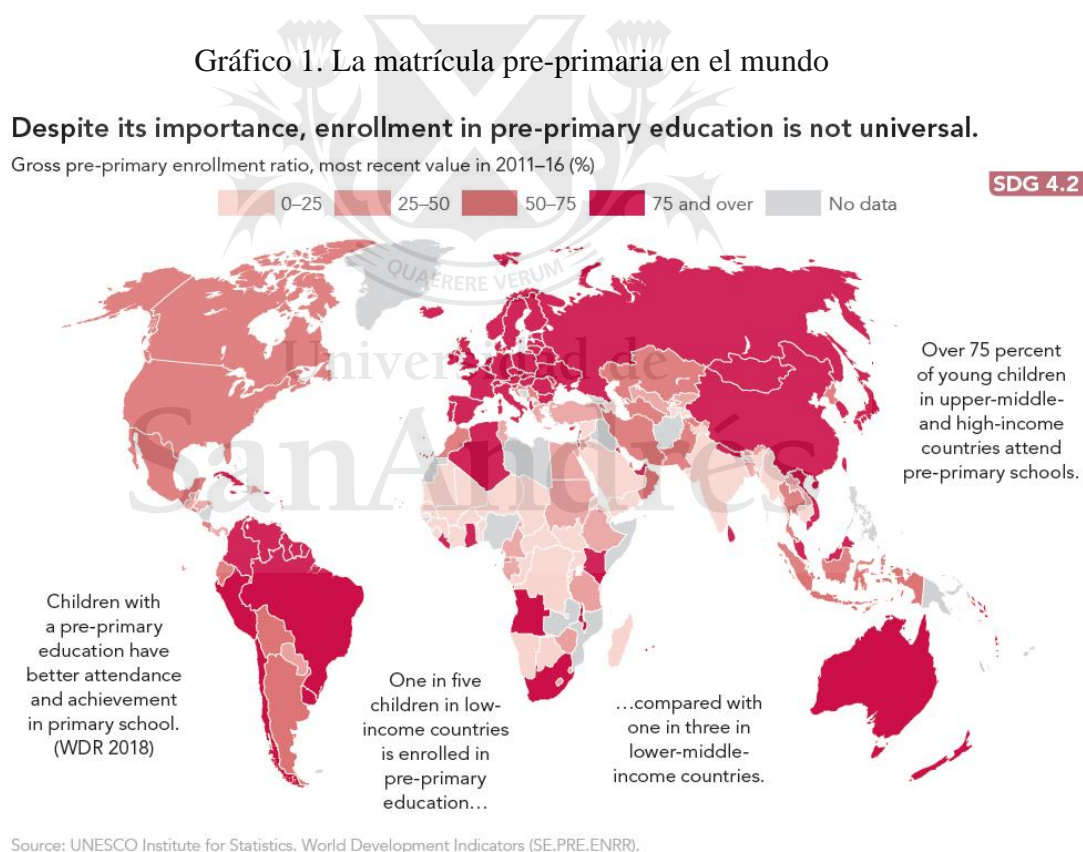 Gráfico 1. La matrícula pre-primaria en el mundo
Despite its importance, enrollment in pre-primary education is not universal.
Gross pre-primary enrollment ratio, most recent value in 2011–16 (%)
SDG 4.2
0–25 25–50 50–75 75 and over No data
QUAERERE VERUM
Universidad de
SanAndrés
Over 75 percent
of young children
in upper-middle-
and high-income
countries attend
pre-primary schools.
Children with
a pre-primary
education have
better attendance
and achievement
in primary school.
(WDR 2018)
One in five
children in low-
income countries
is enrolled in
pre-primary
education…
…compared with
one in three in
lower-middle-
income countries.
Source: UNESCO Institute for Statistics. World Development Indicators (SE.PRE.ENRR).